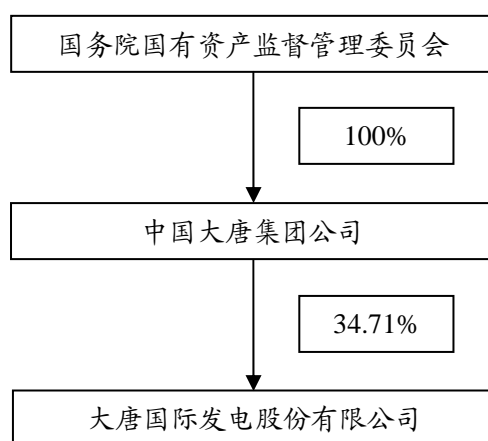 国务院国有资产监督管理委员会
100%
中国大唐集团公司
34.71%
大唐国际发电股份有限公司